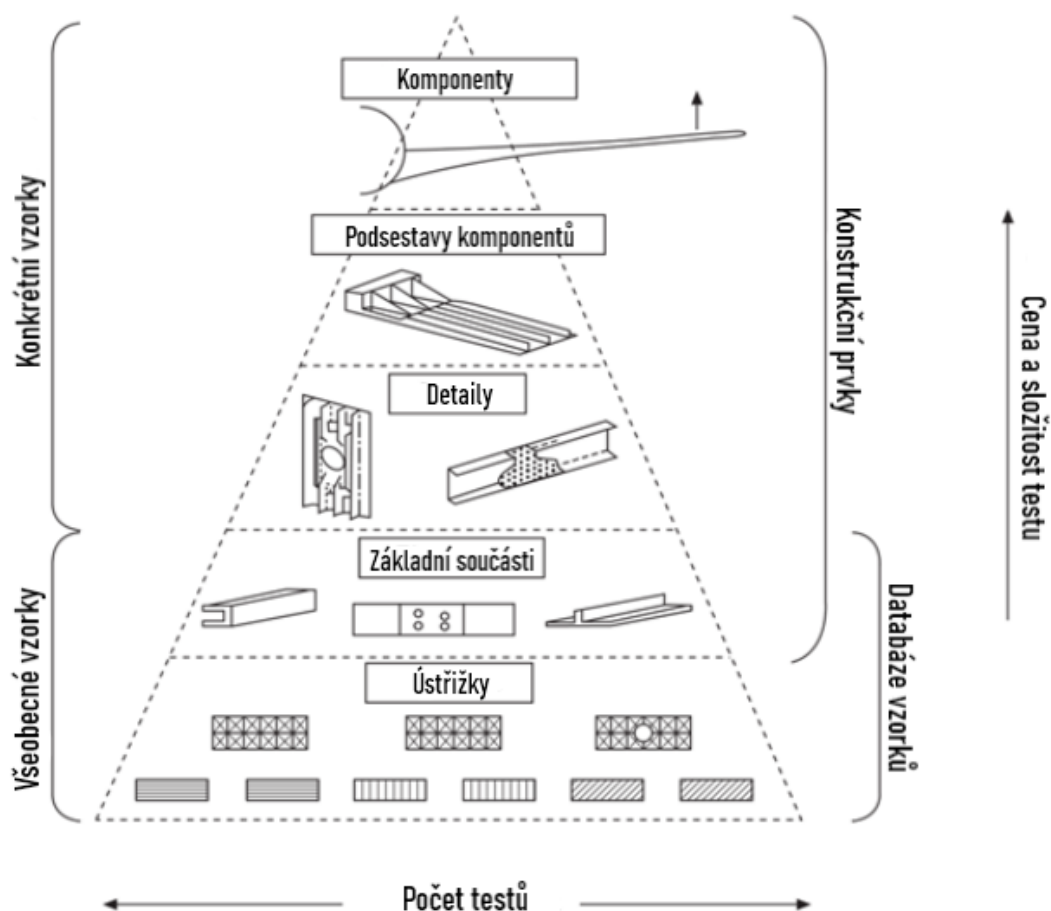 Komponenty
Podsestavy komponentů
Detaily
Základní součásti
Ústřižky
Konkrétní vzorky
Všeobecné vzorky
Konstrukční prvky
Databáze vzorků
Cena a složitost testu
Počet testů